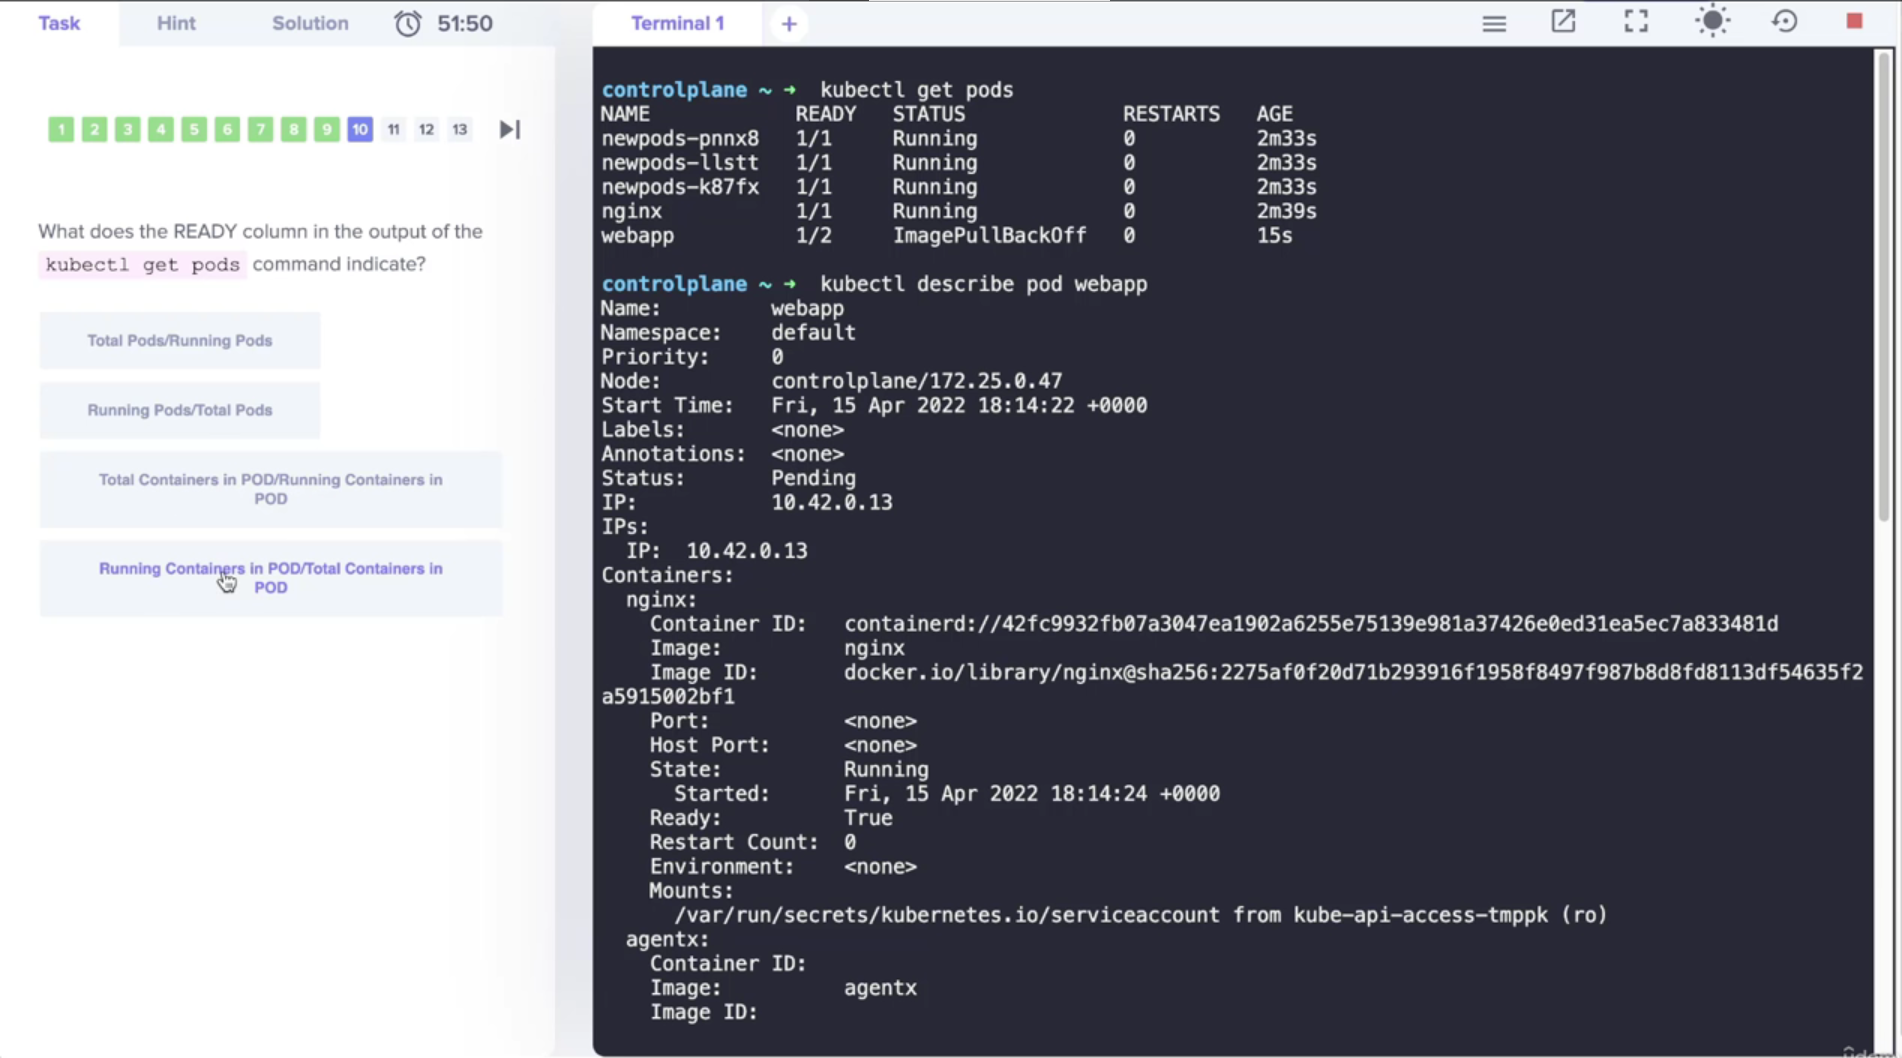 Task Hint Solution 51:50
1 2 3 4 5 6 7 8 9 10 11 12 13
What does the READY column in the output of the
kubectl get pods command indicate?
Total Pods/Running Pods
Running Pods/Total Pods
Total Containers in POD/Running Containers in
POD
Running Containers in POD/Total Containers in
POD
Terminal 1 +
controlplane ~ ➜ kubectl get pods
NAME READY STATUS RESTARTS AGE
newpods-pnnx8 1/1 Running 0 2m33s
newpods-llstt 1/1 Running 0 2m33s
newpods-k87fx 1/1 Running 0 2m33s
nginx 1/1 Running 0 2m39s
webapp 1/2 ImagePullBackOff 0 15s
controlplane ~ ➜ kubectl describe pod webapp
Name: webapp
Namespace: default
Priority: 0
Node: controlplane/172.25.0.47
Start Time: Fri, 15 Apr 2022 18:14:22 +0000
Labels: <none>
Annotations: <none>
Status: Pending
IP: 10.42.0.13
IPs:
IP: 10.42.0.13
Containers:
nginx:
Container ID: containerd://42fc9932fb07a3047ea1902a6255e75139e981a37426e0ed31ea5ec7a833481d
Image: nginx
Image ID: docker.io/library/nginx@sha256:2275af0f20d71b293916f1958f8497f987b8d8fd8113df54635f2
a5915002bf1
Port: <none>
Host Port: <none>
State: Running
Started: Fri, 15 Apr 2022 18:14:24 +0000
Ready: True
Restart Count: 0
Environment: <none>
Mounts:
/var/run/secrets/kubernetes.io/serviceaccount from kube-api-access-tmppk (ro)
agentx:
Container ID:
Image: agentx
Image ID: